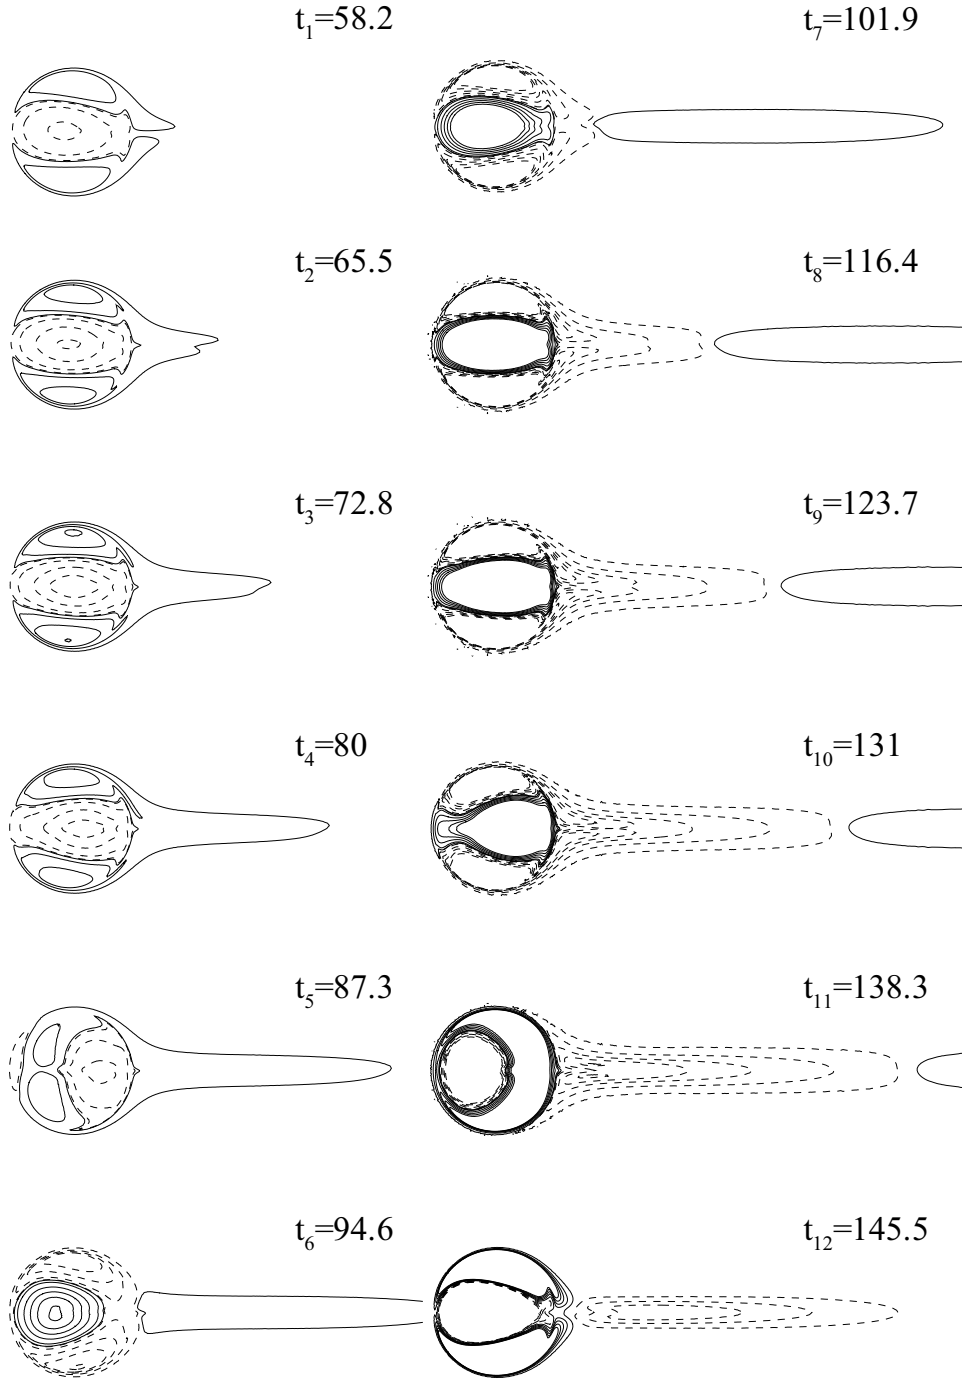 t1=58.2
t2=65.5
t3=72.8
t4=80
t5=87.3
t6=94.6
t7=101.9
t8=116.4
t9=123.7
t10=131
t11=138.3
t12=145.5